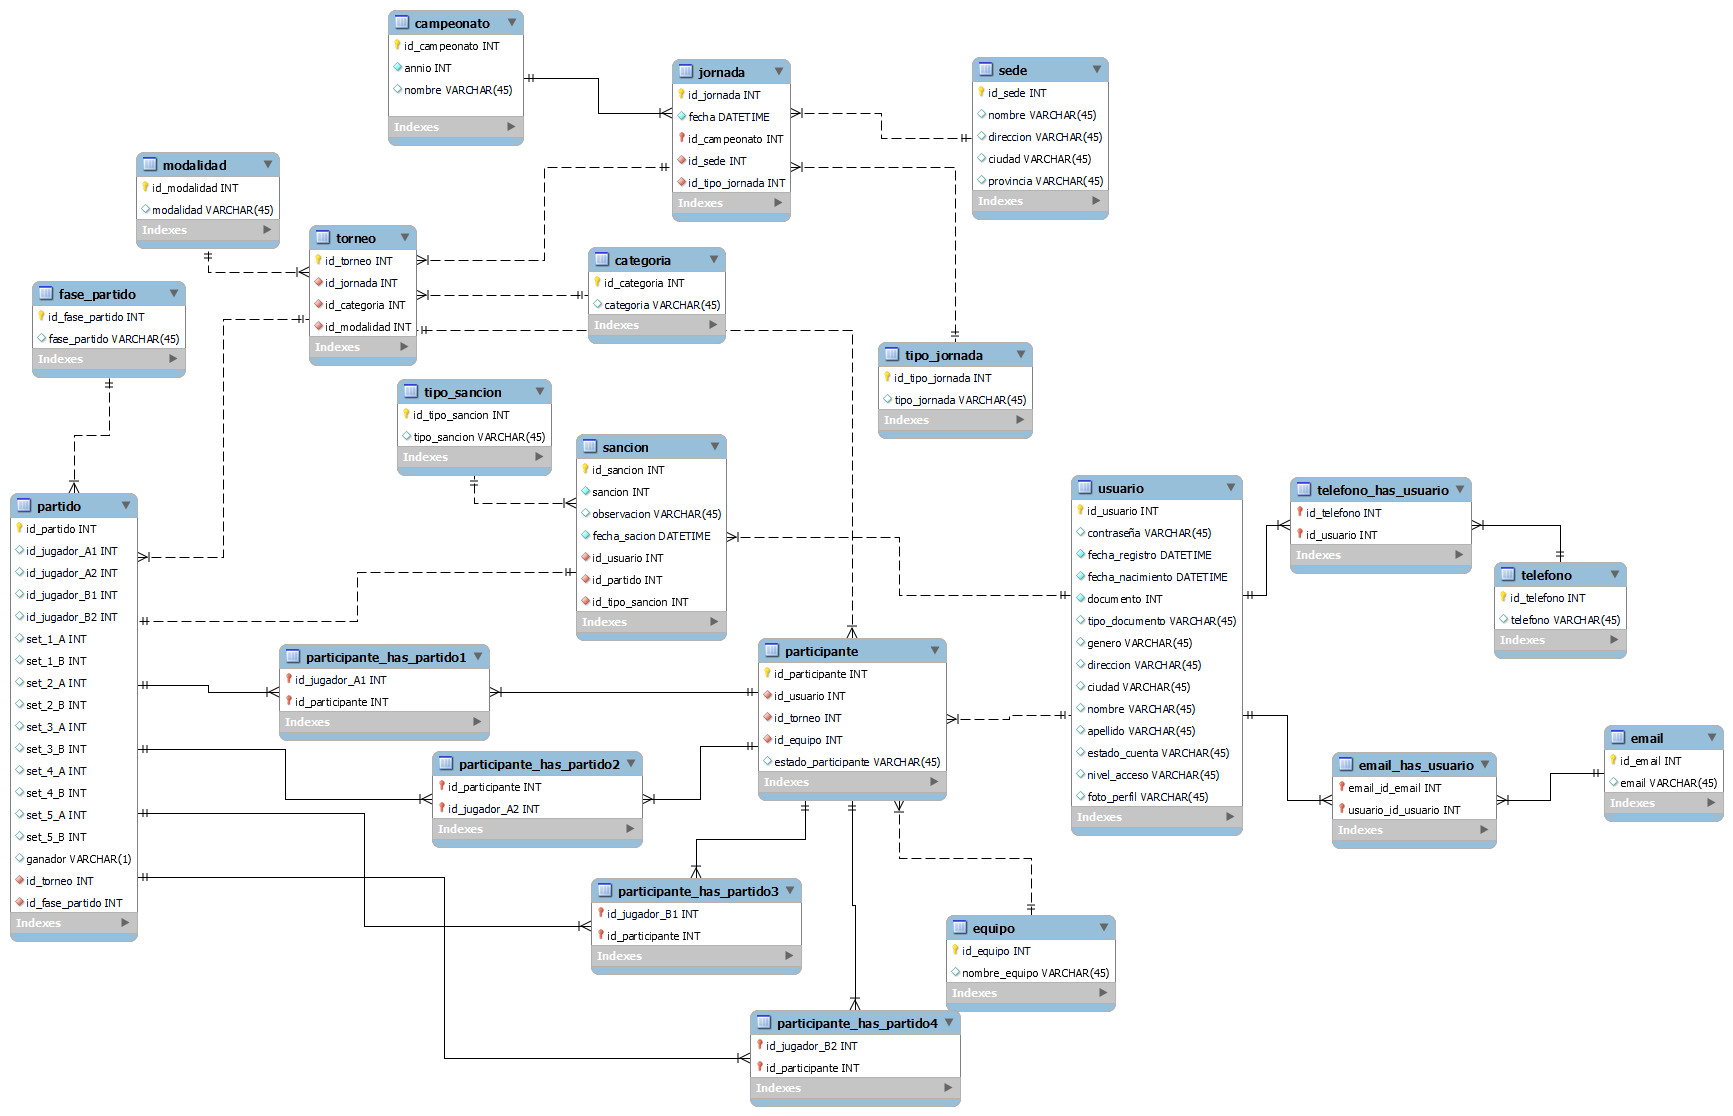 campeonato
id_campeonato INT
annio INT
nombre VARCHAR(45)
Indexes
jornada
id_jornada INT
fecha DATETIME
id_campeonato INT
id_sede INT
id_tipo_jornada INT
Indexes
sede
id_sede INT
nombre VARCHAR(45)
direccion VARCHAR(45)
ciudad VARCHAR(45)
provincia VARCHAR(45)
Indexes
modalidad
id_modalidad INT
modalidad VARCHAR(45)
Indexes
torneo
id_torneo INT
id_jornada INT
id_categoria INT
id_modalidad INT
Indexes
categoria
id_categoria INT
categoria VARCHAR(45)
Indexes
fase_partido
id_fase_partido INT
fase_partido VARCHAR(45)
Indexes
tipo_jornada
id_tipo_jornada INT
tipo_jornada VARCHAR(45)
Indexes
tipo_sancion
id_tipo_sancion INT
tipo_sancion VARCHAR(45)
Indexes
sancion
id_sancion INT
sancion INT
observacion VARCHAR(45)
fecha_sacion DATETIME
id_usuario INT
id_partido INT
id_tipo_sancion INT
Indexes
usuario
id_usuario INT
contraseña VARCHAR(45)
fecha_registro DATETIME
fecha_nacimiento DATETIME
documento INT
tipo_documento VARCHAR(45)
genero VARCHAR(45)
direccion VARCHAR(45)
ciudad VARCHAR(45)
nombre VARCHAR(45)
apellido VARCHAR(45)
estado_cuenta VARCHAR(45)
nivel_acceso VARCHAR(45)
foto_perfil VARCHAR(45)
Indexes
telefono_has_usuario
id_telefono INT
id_usuario INT
Indexes
telefono
id_telefono INT
telefono VARCHAR(45)
Indexes
partido
id_partido INT
id_jugador_A1 INT
id_jugador_A2 INT
id_jugador_B1 INT
id_jugador_B2 INT
set_1_A INT
set_1_B INT
set_2_A INT
set_2_B INT
set_3_A INT
set_3_B INT
set_4_A INT
set_4_B INT
set_5_A INT
set_5_B INT
ganador VARCHAR(1)
id_torneo INT
id_fase_partido INT
Indexes
participante_has_partido1
id_jugador_A1 INT
id_participante INT
Indexes
participante
id_participante INT
id_usuario INT
id_torneo INT
id_equipo INT
estado_participante VARCHAR(45)
Indexes
participante_has_partido2
id_participante INT
id_jugador_A2 INT
Indexes
email_has_usuario
email_id_email INT
usuario_id_usuario INT
Indexes
email
id_email INT
email VARCHAR(45)
Indexes
participante_has_partido3
id_jugador_B1 INT
id_participante INT
Indexes
equipo
id_equipo INT
nombre_equipo VARCHAR(45)
Indexes
participante_has_partido4
id_jugador_B2 INT
id_participante INT
Indexes